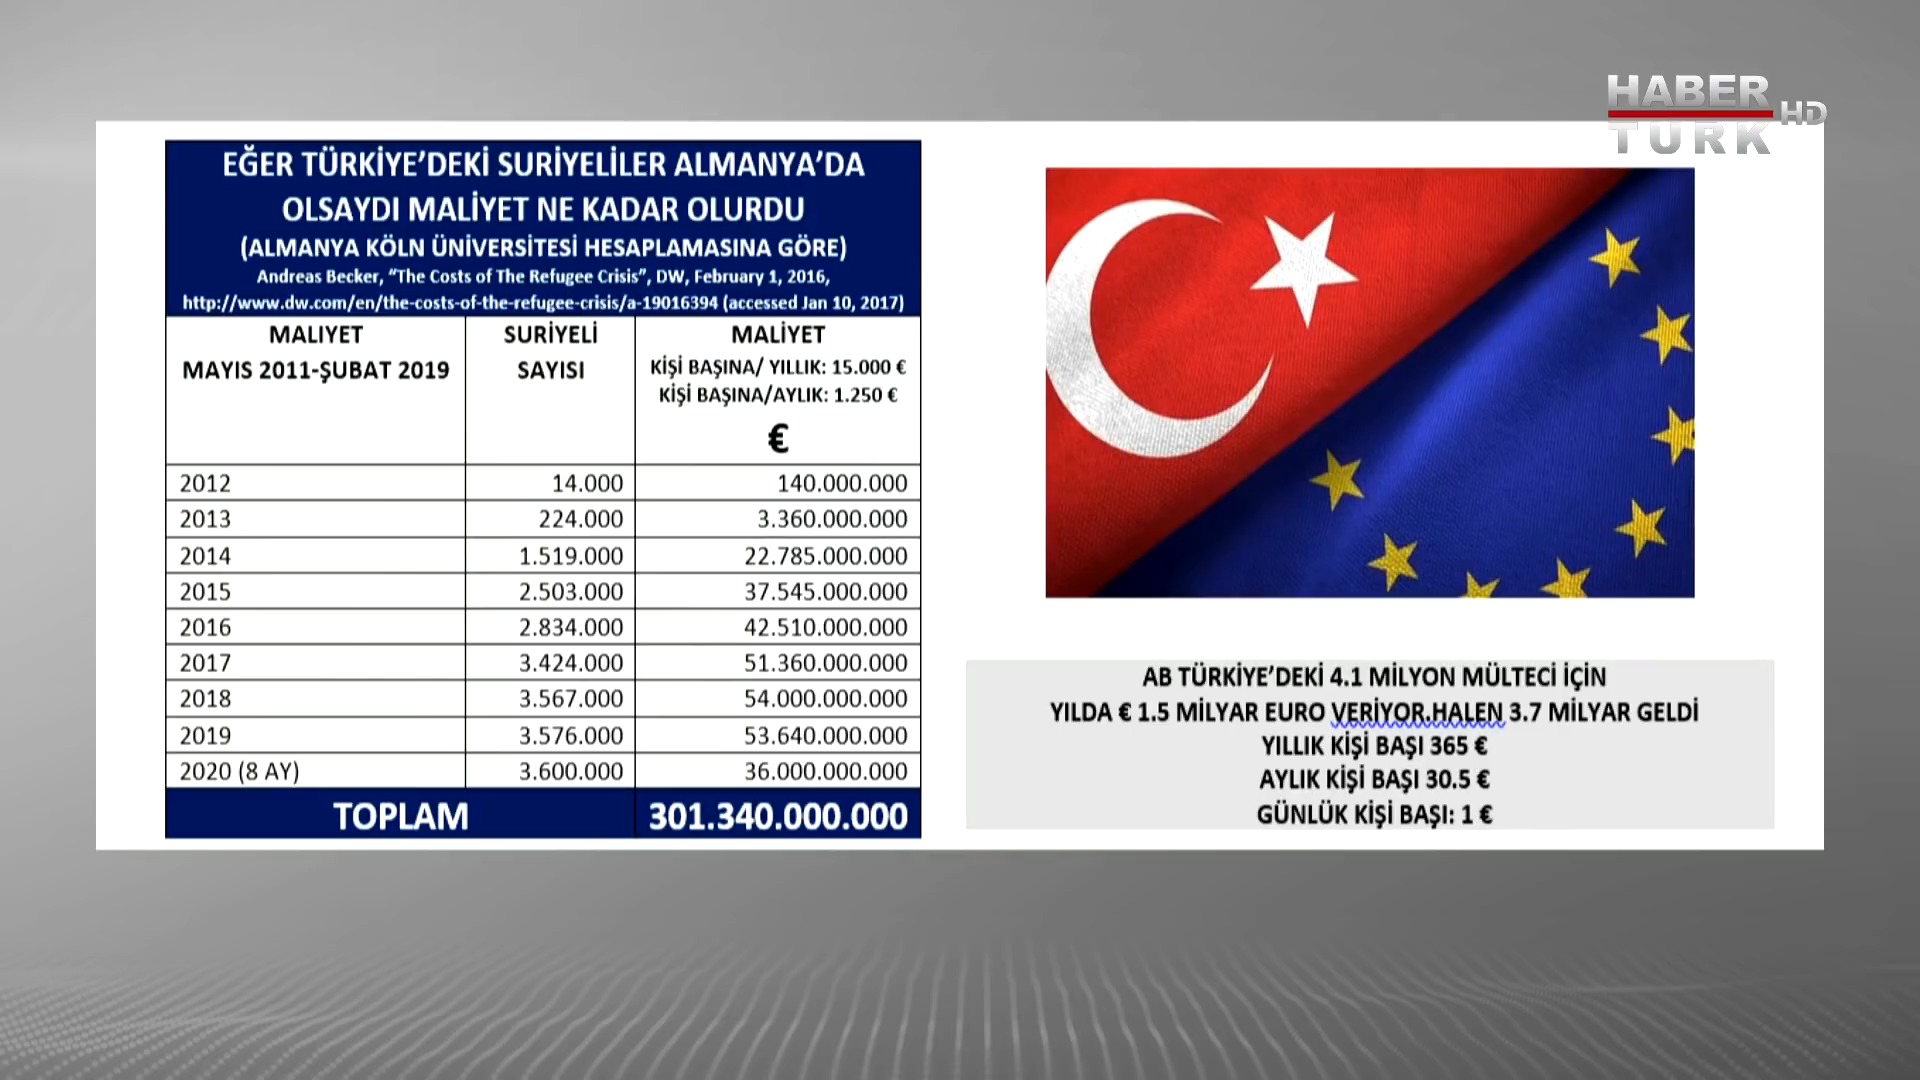 HABER
TURK HD
EĞER TÜRKİYE'DEKİ SURİYELİLER ALMANYA'DA
OLSAYDI MALİYET NE KADAR OLURDU
(ALMANYA KÖLN ÜNİVERSİTESİ HESAPLAMASINA GÖRE)
Andreas Becker, “The Costs of The Refugee Crisis”, DW, February 1, 2016,
http://www.dw.com/en/the-costs-of-the-refugee-crisis/a-19016394 (accessed Jan 10, 2017)
MALIYET
MAYIS 2011-ŞUBAT 2019
SURİYELİ
SAYISI
MALİYET
KİŞİ BAŞINA/ YILLIK: 15.000 €
KİŞİ BAŞINA/AYLIK: 1.250 €
€
2012 14.000 140.000.000
2013 224.000 3.360.000.000
2014 1.519.000 22.785.000.000
2015 2.503.000 37.545.000.000
2016 2.834.000 42.510.000.000
2017 3.424.000 51.360.000.000
2018 3.567.000 54.000.000.000
2019 3.576.000 53.640.000.000
2020 (8 AY) 3.600.000 36.000.000.000
TOPLAM 301.340.000.000
AB TÜRKİYE'DEKİ 4.1 MİLYON MÜLTECİ İÇİN
YILDA € 1.5 MİLYAR EURO VERİYOR.HALEN 3.7 MİLYAR GELDİ
YILLIK KİŞİ BAŞI 365 €
AYLIK KİŞİ BAŞI 30.5 €
GÜNLÜK KİŞİ BAŞI: 1 €